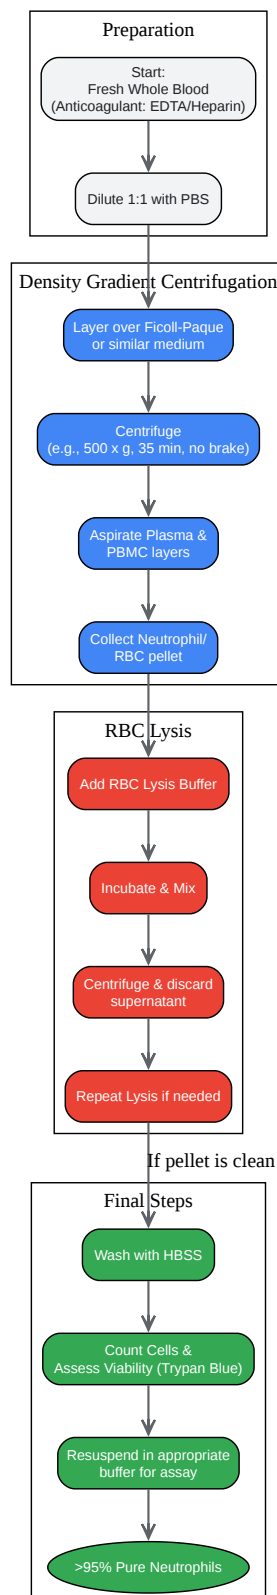 Preparation
Start:
Fresh Whole Blood
(Anticoagulant: EDTA/Heparin)
Dilute 1:1 with PBS
Density Gradient Centrifugation
Layer over Ficoll-Paque
or similar medium
Centrifuge
(e.g., 500 x g, 35 min, no brake)
Aspirate Plasma &
PBMC layers
Collect Neutrophil/
RBC pellet
RBC Lysis
Add RBC Lysis Buffer
Incubate & Mix
Centrifuge & discard
supernatant
Repeat Lysis if needed
If pellet is clean
Final Steps
Wash with HBSS
Count Cells &
Assess Viability (Trypan Blue)
Resuspend in appropriate
buffer for assay
>95% Pure Neutrophils